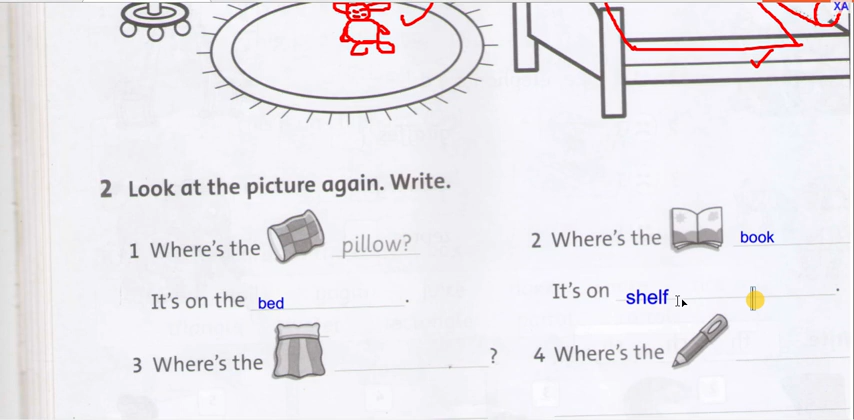 XA
2 Look at the picture again. Write.
1 Where's the pillow?
It's on the bed.
2 Where's the book
It's on shelf.
3 Where's the ?
4 Where's the